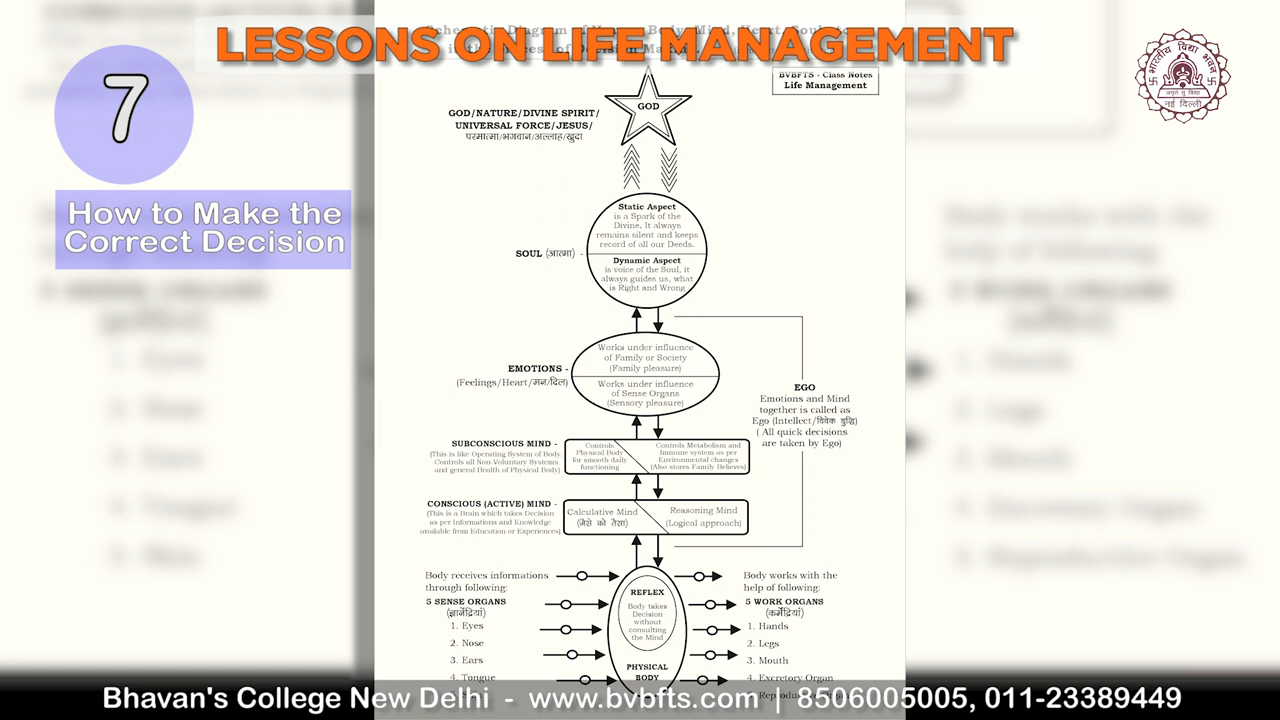 LESSONS ON LIFE MANAGEMENT
7
How to Make the
Correct Decision
भारतीय विद्या भवन
अमृतं तु विद्या
नई दिल्ली
BVBFTS - Class Notes
Life Management
GOD
GOD/NATURE/DIVINE SPIRIT/
UNIVERSAL FORCE/JESUS/
परमात्मा/भगवान/अल्लाह/खुदा
Static Aspect
is a Spark of the
Divine. It always
remains silent and keeps
record of all our Deeds.
SOUL (आत्मा) -
Dynamic Aspect
is voice of the Soul, it
always guides us, what
is Right and Wrong
Works under influence
of Family or Society
(Family pleasure)
EMOTIONS -
(Feelings/Heart/मन/दिल)
Works under influence
of Sense Organs
(Sensory pleasure)
EGO
Emotions and Mind
together is called as
Ego (Intellect/विवेक बुद्धि)
( All quick decisions
are taken by Ego)
SUBCONSCIOUS MIND -
(This is like Operating System of Body.
Controls all Non-Voluntary Systems
and general Health of Physical Body)
Controls
Physical Body
for smooth daily
functioning
Controls Metabolism and
Immune system as per
Environmental changes
(Also stores Family Believes)
CONSCIOUS (ACTIVE) MIND -
(This is a Brain which takes Decision
as per Informations and Knowledge
available from Education or Experiences)
Calculative Mind
(जैसे को तैसा)
Reasoning Mind
(Logical approach)
Body receives informations
through following:
5 SENSE ORGANS
(ज्ञानेंद्रियां)
1. Eyes
2. Nose
3. Ears
4. Tongue
REFLEX
Body takes
Decision
without
consulting
the Mind
PHYSICAL
BODY
Body works with the
help of following:
5 WORK ORGANS
(कर्मेंद्रियां)
1. Hands
2. Legs
3. Mouth
4. Excretory Organ
Bhavan's College New Delhi - www.bvbfts.com | 8506005005, 011-23389449